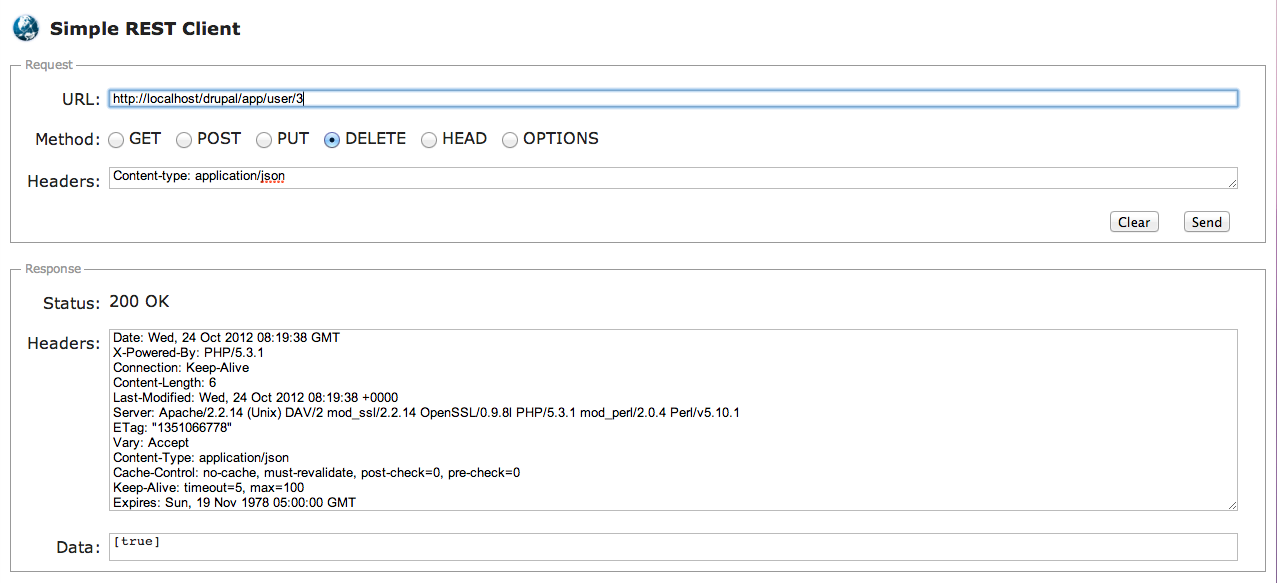 Simple REST Client
Request
URL: http://localhost/drupal/app/user/3
Method: GET POST PUT DELETE HEAD OPTIONS
Headers: Content-type: application/json
Clear Send
Response
Status: 200 OK
Headers: Date: Wed, 24 Oct 2012 08:19:38 GMT
X-Powered-By: PHP/5.3.1
Connection: Keep-Alive
Content-Length: 6
Last-Modified: Wed, 24 Oct 2012 08:19:38 +0000
Server: Apache/2.2.14 (Unix) DAV/2 mod_ssl/2.2.14 OpenSSL/0.9.8l PHP/5.3.1 mod_perl/2.0.4 Perl/v5.10.1
ETag: "1351066778"
Vary: Accept
Content-Type: application/json
Cache-Control: no-cache, must-revalidate, post-check=0, pre-check=0
Keep-Alive: timeout=5, max=100
Expires: Sun, 19 Nov 1978 05:00:00 GMT
Data: [true]